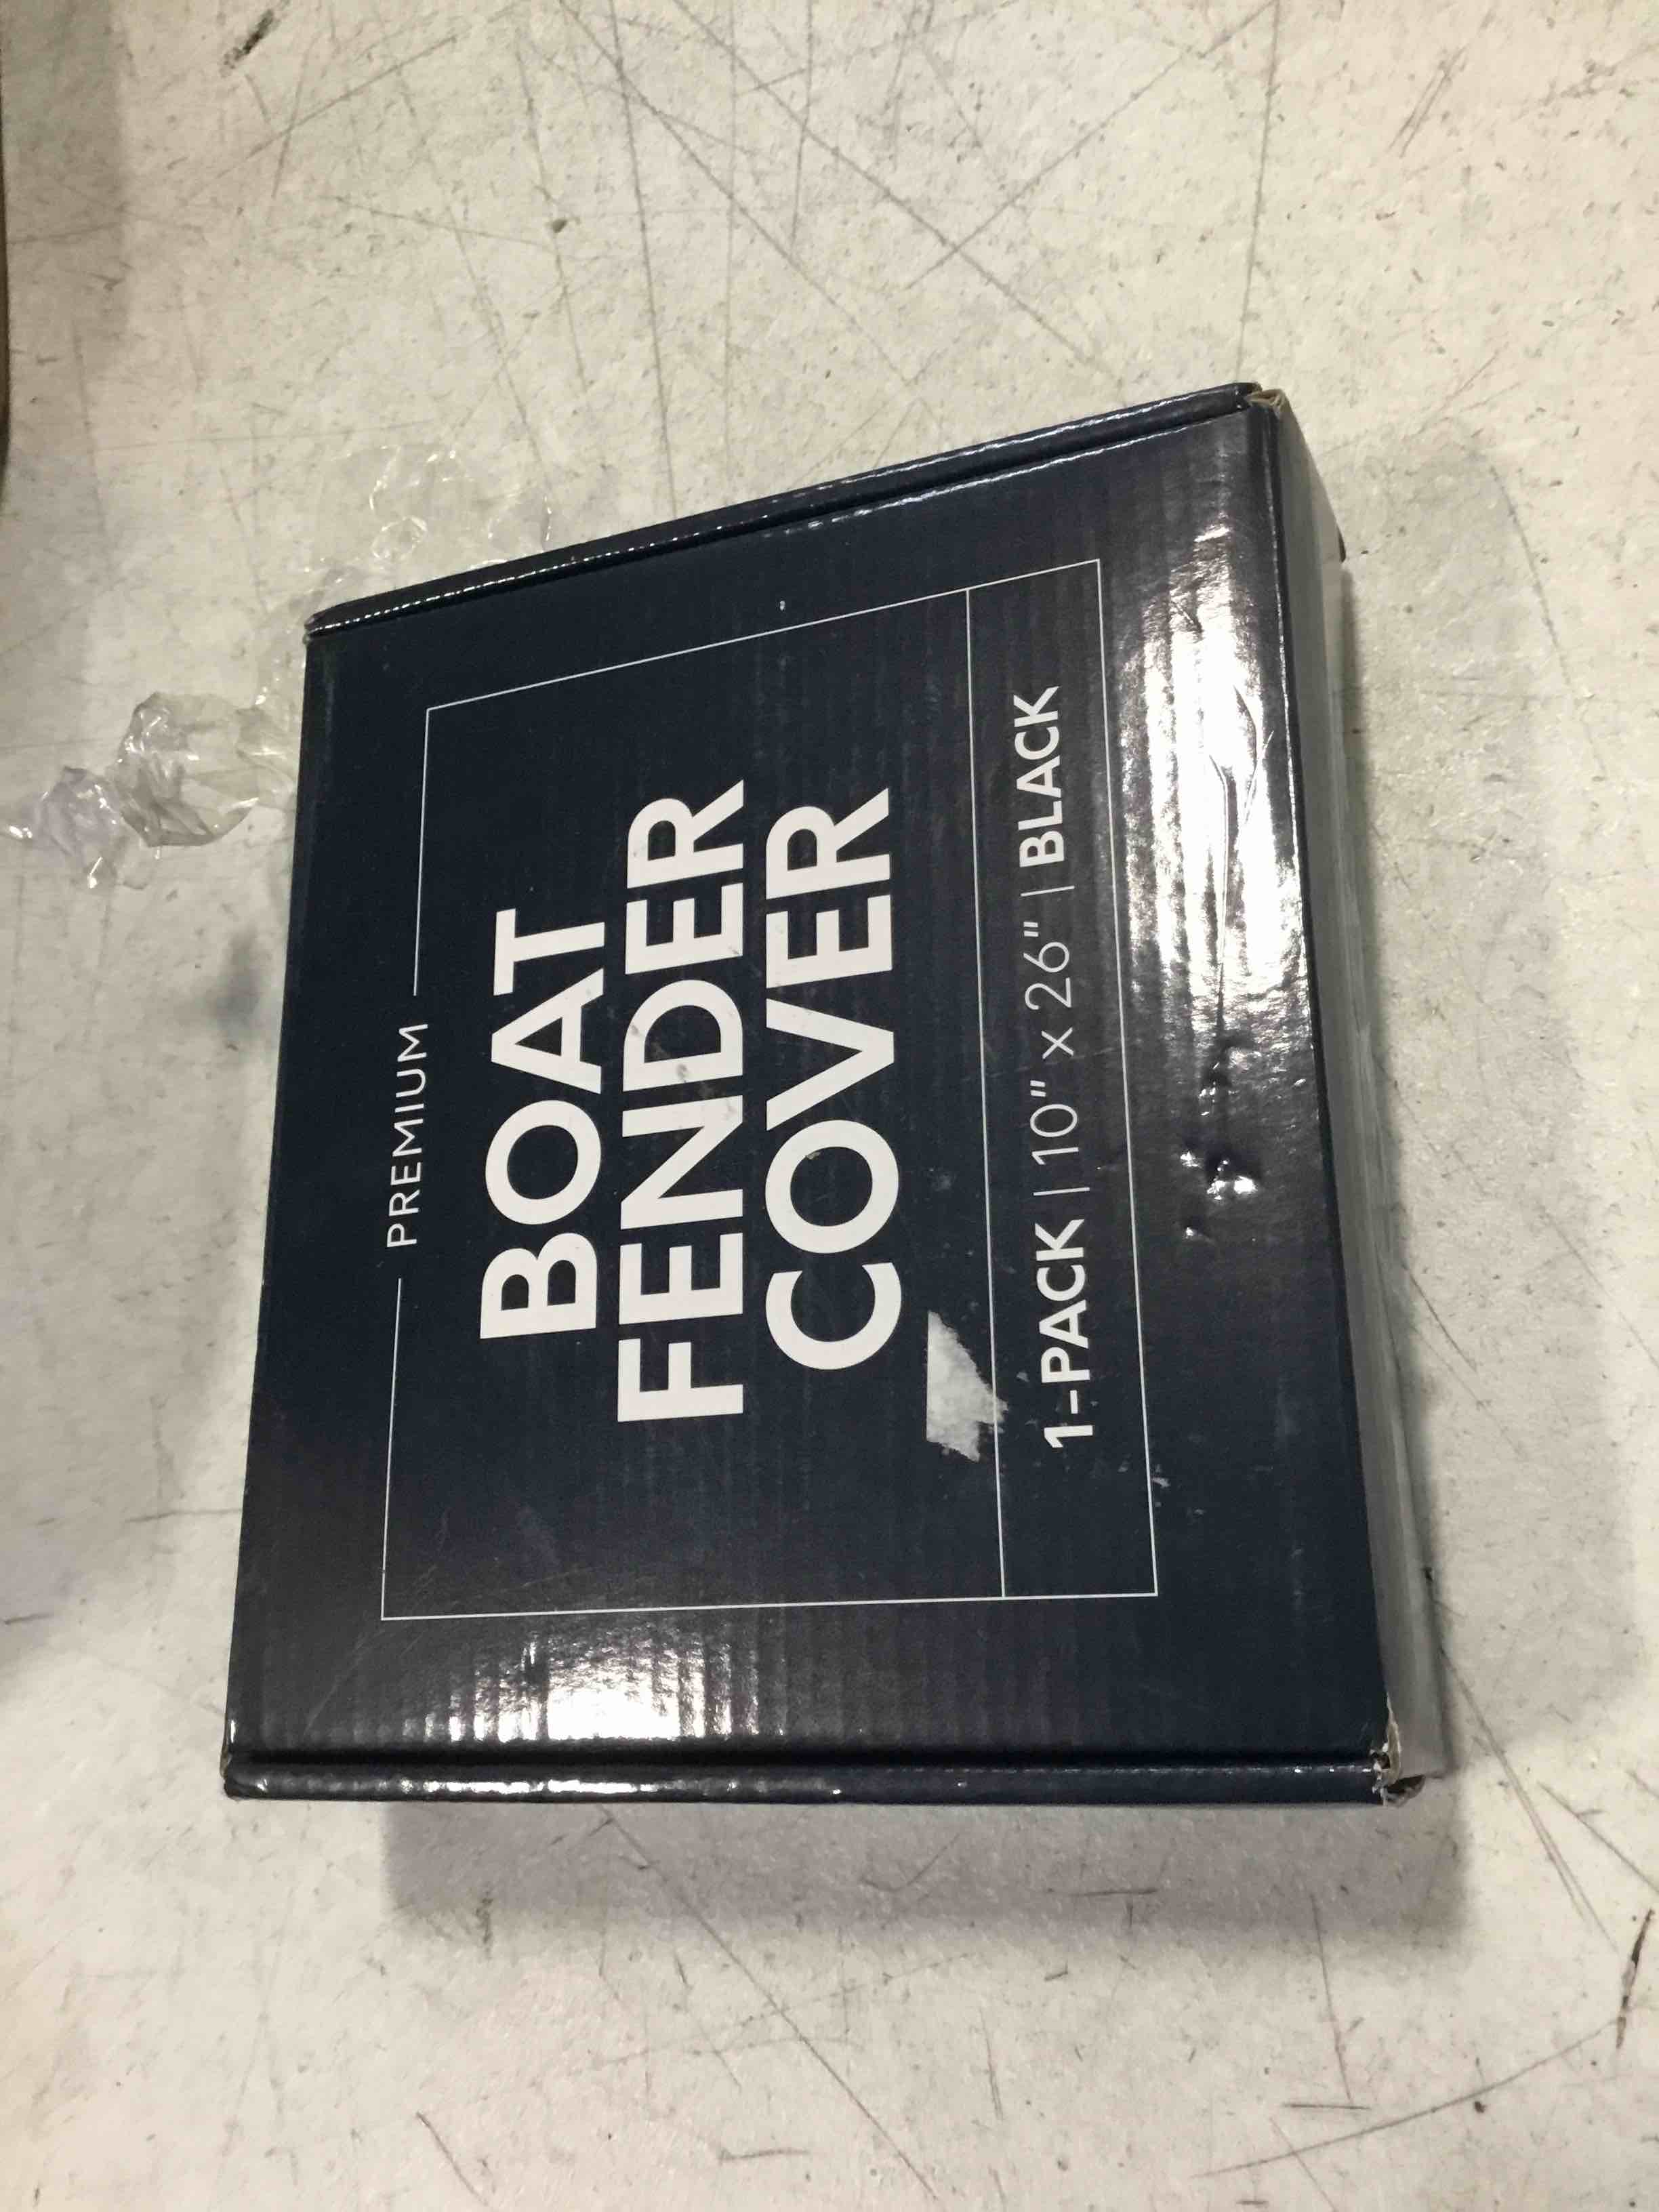 PREMIUM
BOAT
FENDER
COVER
1-PACK | 10" x 26" | BLACK